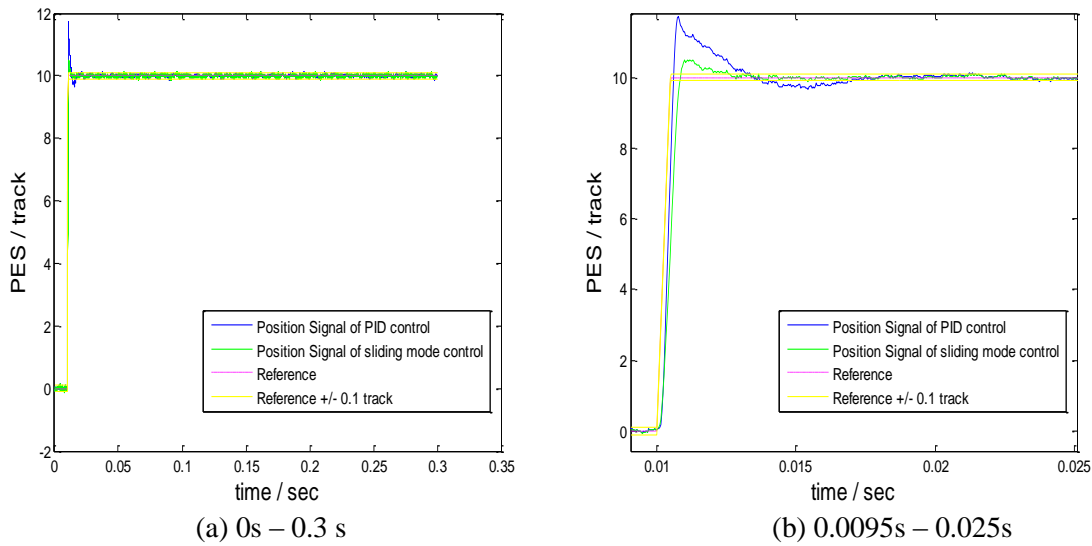 12
10
8
6
4
2
0
-2
PES / track
0
0.05
0.1
0.15
0.2
0.25
0.3
0.35
time / sec
Position Signal of PID control
Position Signal of sliding mode control
Reference
Reference +/- 0.1 track
(a) 0s – 0.3 s
10
8
6
4
2
0
PES / track
0.01
0.015
0.02
0.025
time / sec
Position Signal of PID control
Position Signal of sliding mode control
Reference
Reference +/- 0.1 track
(b) 0.0095s – 0.025s